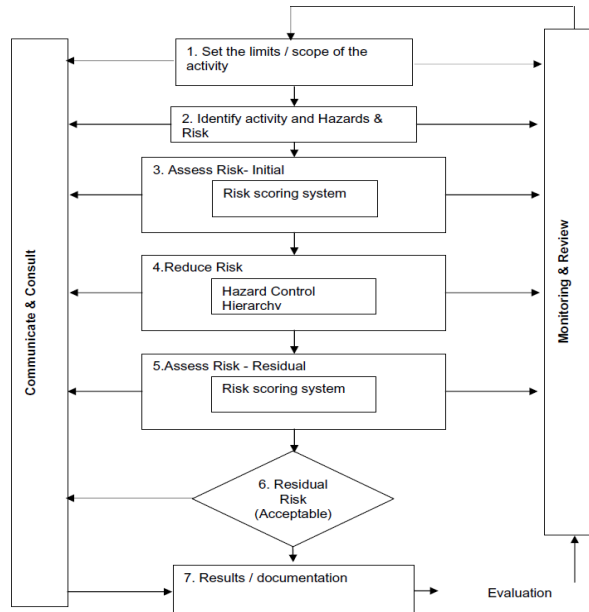 1. Set the limits / scope of the
activity
2. Identify activity and Hazards &
Risk
3. Assess Risk- Initial
Risk scoring system
4.Reduce Risk
Hazard Control
Hierarchy
5.Assess Risk - Residual
Risk scoring system
6. Residual
Risk
(Acceptable)
7. Results / documentation
Evaluation
Communicate & Consult
Monitoring & Review